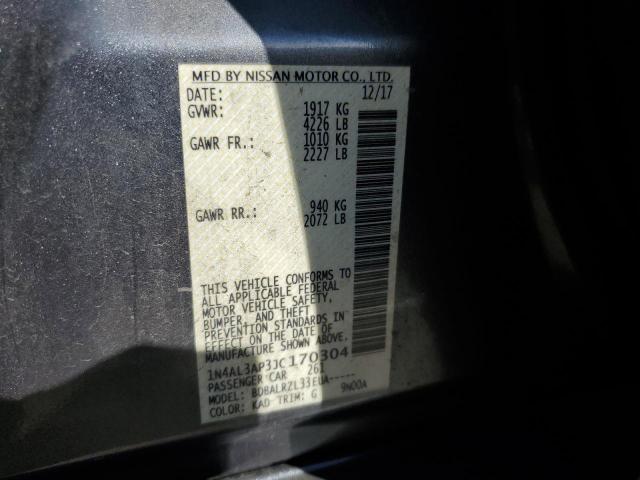 MFD BY NISSAN MOTOR CO., LTD.
DATE: 12/17
GVWR: 1917 KG
4226 LB
GAWR FR.: 1010 KG
2227 LB
GAWR RR.: 940 KG
2072 LB
THIS VEHICLE CONFORMS TO
ALL APPLICABLE FEDERAL
MOTOR VEHICLE SAFETY,
BUMPER, AND THEFT
PREVENTION STANDARDS IN
EFFECT ON THE DATE OF
MANUFACTURE SHOWN ABOVE.
1N4AL3AP3JC170304
PASSENGER CAR 261
MODEL: BDBALRZL33EUA-----
COLOR: KAD TRIM: G 9N00A